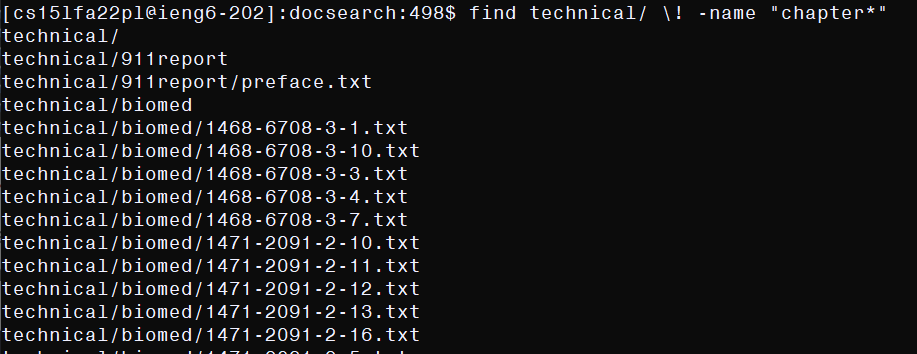 [cs15lfa22pl@ieng6-202]:docsearch:498$ find technical/ \! -name "chapter*"
technical/
technical/911report
technical/911report/preface.txt
technical/biomed
technical/biomed/1468-6708-3-1.txt
technical/biomed/1468-6708-3-10.txt
technical/biomed/1468-6708-3-3.txt
technical/biomed/1468-6708-3-4.txt
technical/biomed/1468-6708-3-7.txt
technical/biomed/1471-2091-2-10.txt
technical/biomed/1471-2091-2-11.txt
technical/biomed/1471-2091-2-12.txt
technical/biomed/1471-2091-2-13.txt
technical/biomed/1471-2091-2-16.txt